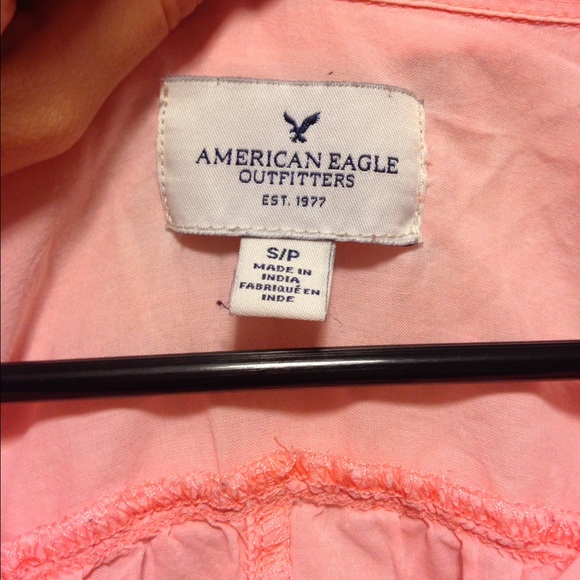 AMERICAN EAGLE
OUTFITTERS
EST. 1977
S/P
MADE IN
INDIA
FABRIQUÉ EN
INDE